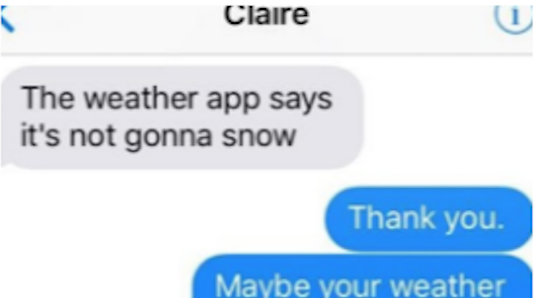 Claire
The weather app says
it's not gonna snow
Thank you.
Maybe your weather